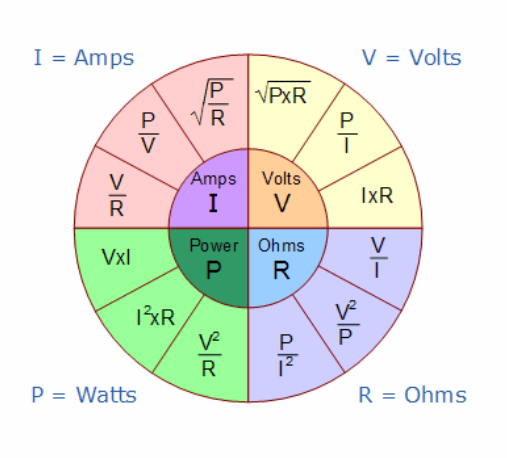 I = Amps
V = Volts
√(P/R)
√PxR
P/V
P/I
V/R
IxR
Amps
I
Volts
V
Power
P
Ohms
R
VxI
V/I
I²xR
V²/P
V²/R
P/I²
P = Watts
R = Ohms